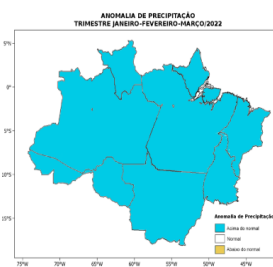 ANOMALIA DE PRECIPITAÇÃO
TRIMESTRE JANEIRO-FEVEREIRO-MARÇO/2022
5°N
0°
5°S
10°S
15°S
75°W 70°W 65°W 60°W 55°W 50°W 45°W
Anomalia de Precipitação
Acima do normal
Normal
Abaixo do normal